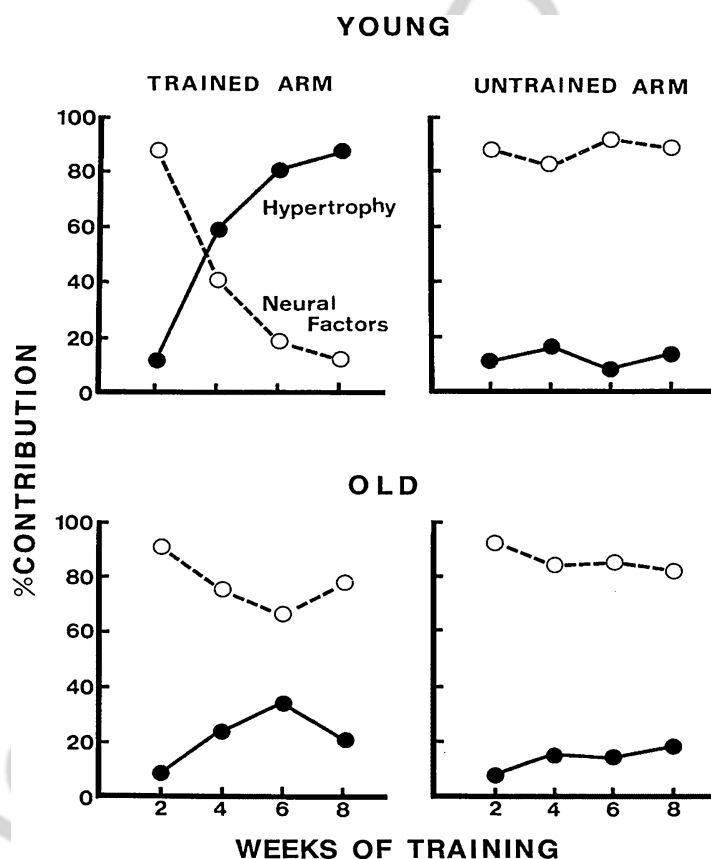 YOUNG
TRAINED ARM
UNTRAINED ARM
100
80
60
40
20
0
Hypertrophy
Neural
Factors
%CONTRIBUTION
OLD
100
80
60
40
20
0
2 4 6 8
2 4 6 8
WEEKS OF TRAINING